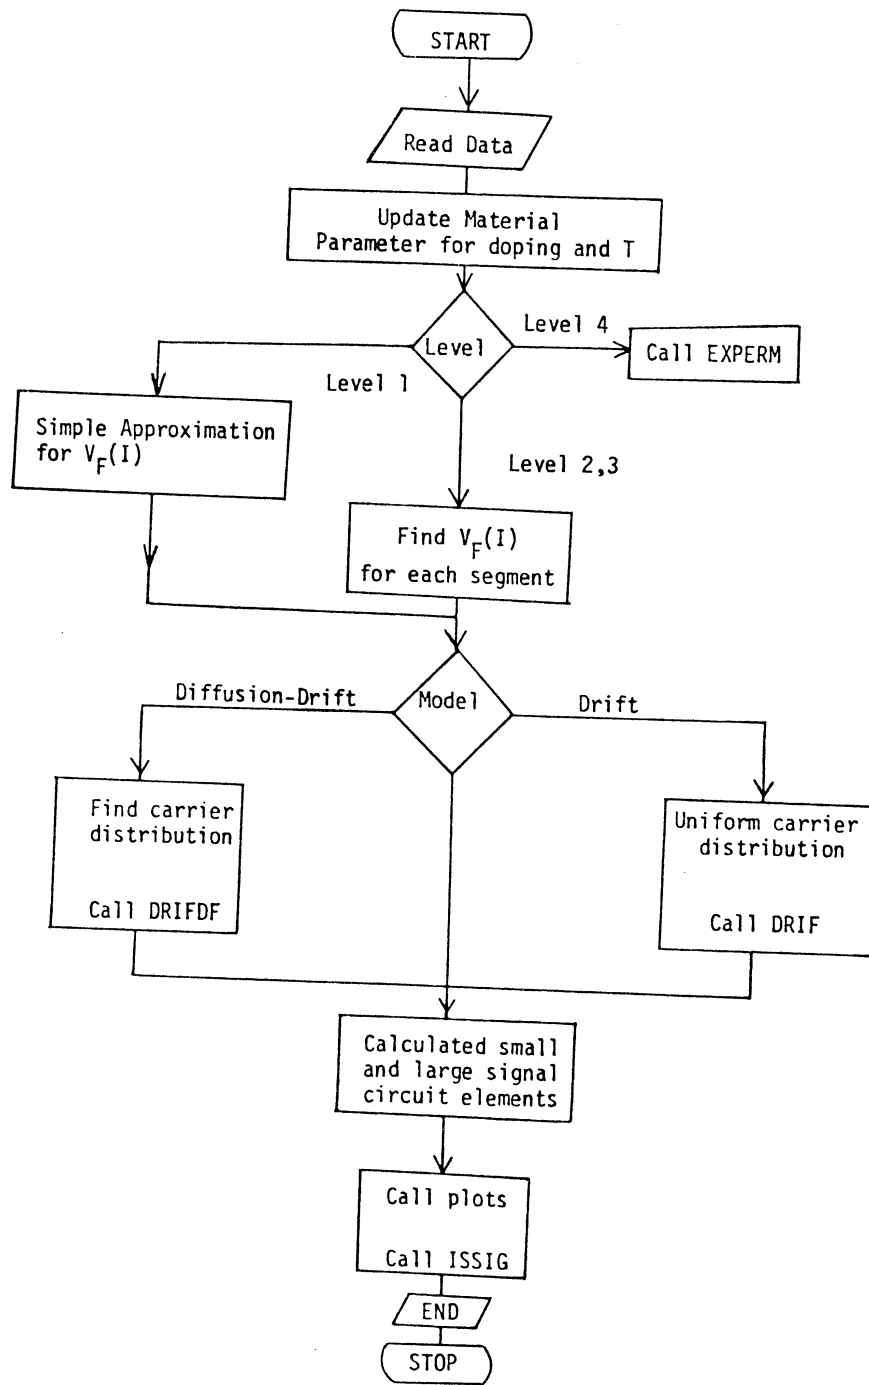 START
Read Data
Update Material
Parameter for doping and T
Level
Level 4
Call EXPERM
Level 1
Simple Approximation
for V_F(I)
Level 2,3
Find V_F(I)
for each segment
Model
Diffusion-Drift
Drift
Find carrier
distribution
Call DRIFDF
Uniform carrier
distribution
Call DRIF
Calculated small
and large signal
circuit elements
Call plots
Call ISSIG
END
STOP